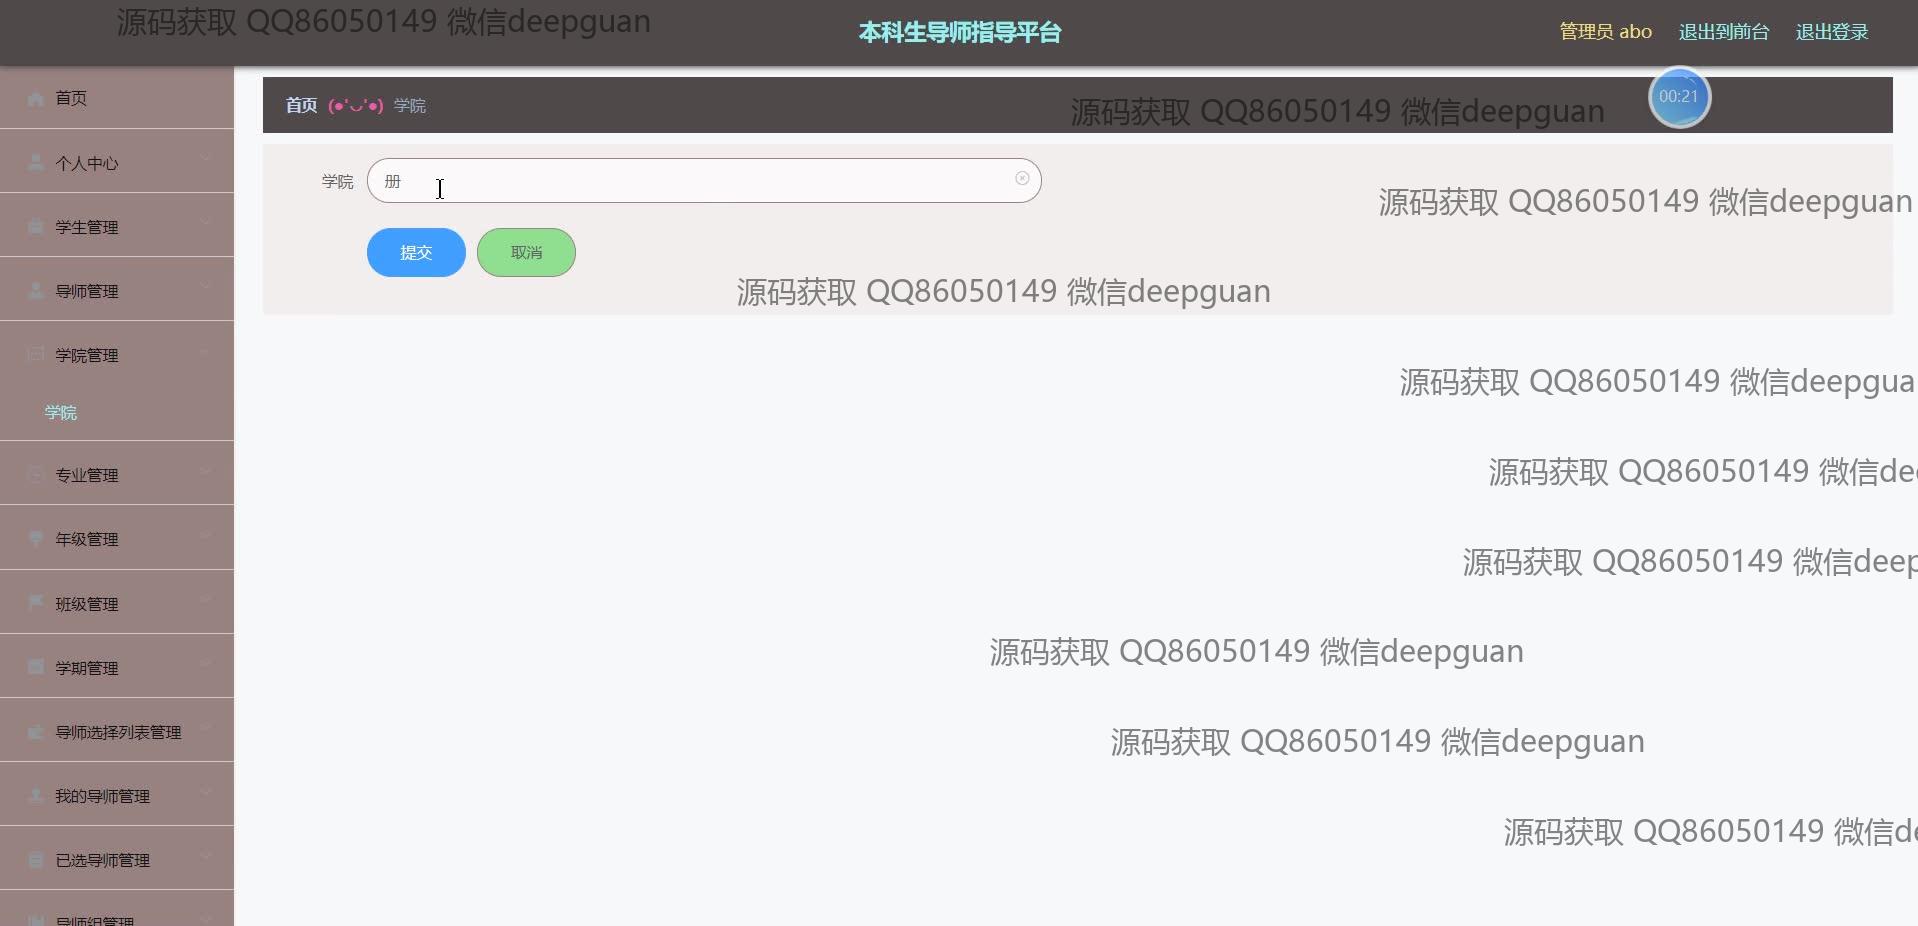 源码获取 QQ86050149 微信deepguan
本科生导师指导平台
管理员 abo
退出到前台
退出登录
首页
个人中心
学生管理
导师管理
学院管理
学院
专业管理
年级管理
班级管理
学期管理
导师选择列表管理
我的导师管理
已选导师管理
导师组管理
首页 (●'◡'●) 学院
源码获取 QQ86050149 微信deepguan
00:21
学院 册
源码获取 QQ86050149 微信deepguan
提交 取消
源码获取 QQ86050149 微信deepguan
源码获取 QQ86050149 微信deepgua
源码获取 QQ86050149 微信de
源码获取 QQ86050149 微信deep
源码获取 QQ86050149 微信deepguan
源码获取 QQ86050149 微信deepguan
源码获取 QQ86050149 微信d